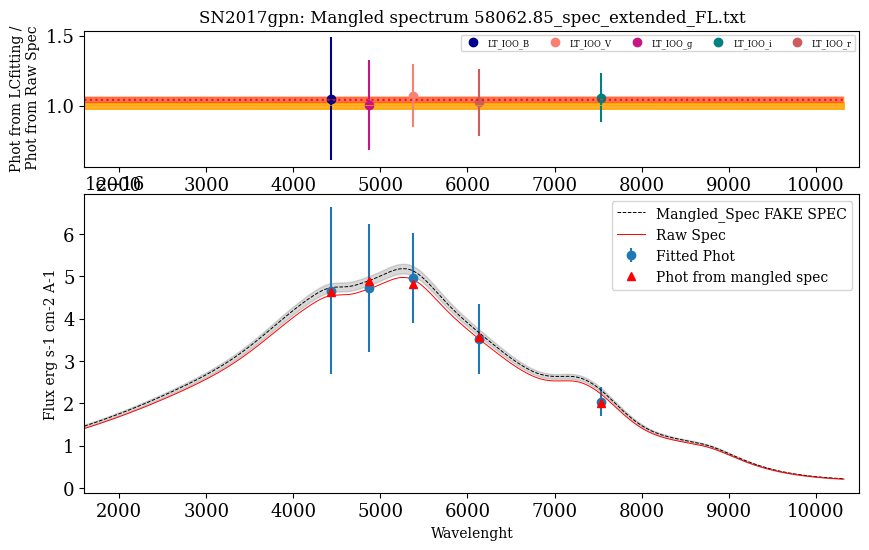 SN2017gpn: Mangled spectrum 58062.85_spec_extended_FL.txt
Phot from LCfitting /
Phot from Raw Spec
1.5
1.0
LT_IOO_B LT_IOO_V LT_IOO_g LT_IOO_i LT_IOO_r
2000 3000 4000 5000 6000 7000 8000 9000 10000
1e−16
Flux erg s-1 cm-2 A-1
6
5
4
3
2
1
0
Mangled_Spec FAKE SPEC
Raw Spec
Fitted Phot
Phot from mangled spec
2000 3000 4000 5000 6000 7000 8000 9000 10000
Wavelenght